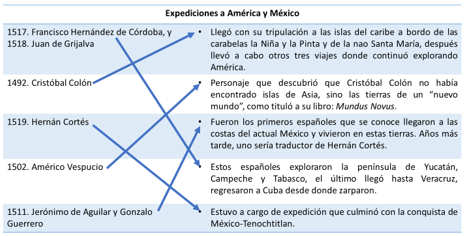 Expediciones a América y México
1517. Francisco Hernández de Córdoba, y
1518. Juan de Grijalva
• Llegó con su tripulación a las islas del caribe a bordo de las
carabelas la Niña y la Pinta y de la nao Santa María, después
llevó a cabo otros tres viajes donde continuó explorando
América.
1492. Cristóbal Colón
• Personaje que descubrió que Cristóbal Colón no había
encontrado islas de Asia, sino las tierras de un “nuevo
mundo”, como tituló a su libro: Mundus Novus.
1519. Hernán Cortés
• Fueron los primeros españoles que se conoce llegaron a las
costas del actual México y vivieron en estas tierras. Años más
tarde, uno sería traductor de Hernán Cortés.
1502. Américo Vespucio
• Estos españoles exploraron la península de Yucatán,
Campeche y Tabasco, el último llegó hasta Veracruz,
regresaron a Cuba desde donde zarparon.
1511. Jerónimo de Aguilar y Gonzalo
Guerrero
• Estuvo a cargo de expedición que culminó con la conquista de
México-Tenochtitlan.